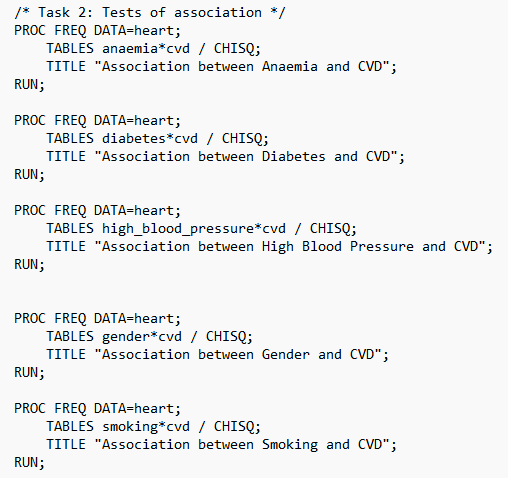 /* Task 2: Tests of association */
PROC FREQ DATA=heart;
    TABLES anaemia*cvd / CHISQ;
    TITLE "Association between Anaemia and CVD";
RUN;

PROC FREQ DATA=heart;
    TABLES diabetes*cvd / CHISQ;
    TITLE "Association between Diabetes and CVD";
RUN;

PROC FREQ DATA=heart;
    TABLES high_blood_pressure*cvd / CHISQ;
    TITLE "Association between High Blood Pressure and CVD";
RUN;


PROC FREQ DATA=heart;
    TABLES gender*cvd / CHISQ;
    TITLE "Association between Gender and CVD";
RUN;

PROC FREQ DATA=heart;
    TABLES smoking*cvd / CHISQ;
    TITLE "Association between Smoking and CVD";
RUN;